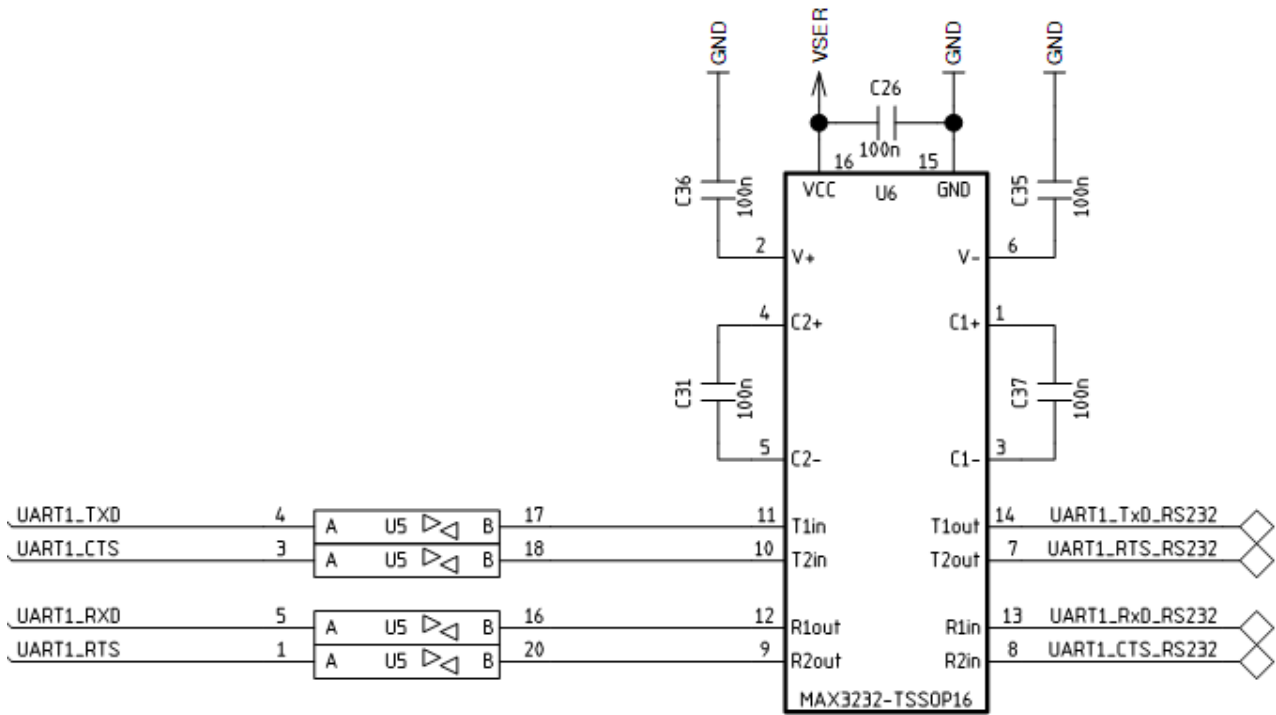 GND
VSER
GND
GND
C26
100n
16
15
C36
100n
VCC
U6
GND
C35
100n
2
V+
V-
6
4
C2+
C1+
1
C31
100n
C37
100n
5
C2-
C1-
3
UART1_TXD
4
A
U5
B
17
11
T1in
T1out
14
UART1_TxD_RS232
UART1_CTS
3
A
U5
B
18
10
T2in
T2out
7
UART1_RTS_RS232
UART1_RXD
5
A
U5
B
16
12
R1out
R1in
13
UART1_RxD_RS232
UART1_RTS
1
A
U5
B
20
9
R2out
R2in
8
UART1_CTS_RS232
MAX3232-TSSOP16